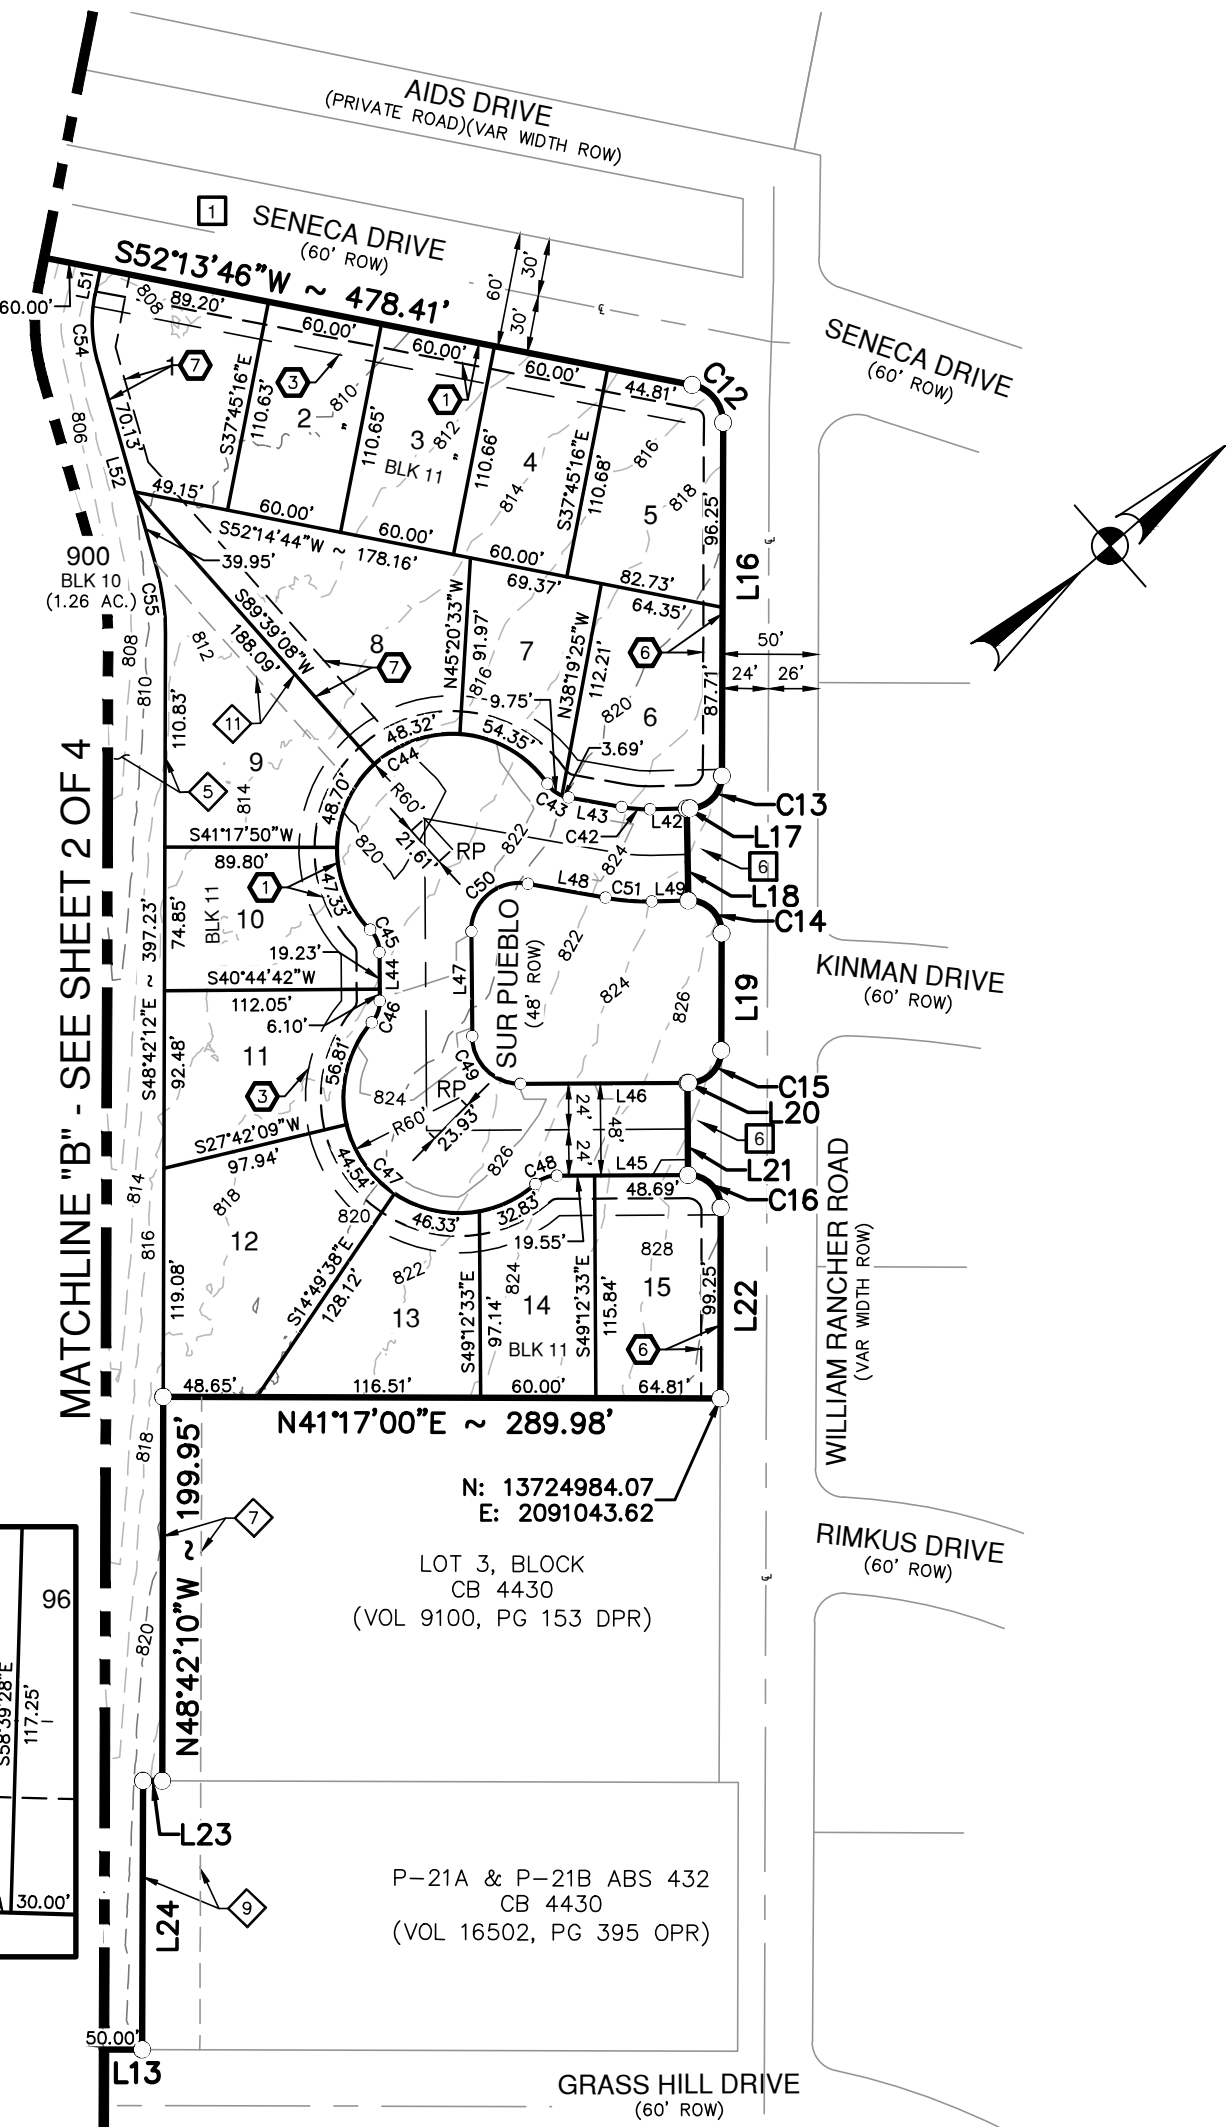 AIDS DRIVE
(PRIVATE ROAD)(VAR WIDTH ROW)
1
SENECA DRIVE
(60' ROW)
S52°13'46"W ~ 478.41'
60'
30'
30'
℄
60.00'
L51
808
89.20'
60.00'
60.00'
60.00'
44.81'
C12
SENECA DRIVE
(60' ROW)
C54
1
7
3
1
S37°45'16"E
110.63'
2
"
810
110.65'
3
812
"
BLK 11
110.66'
4
814
S37°45'16"E
110.68'
816
818
5
96.25'
806
70.13'
L52
49.15'
60.00'
60.00'
60.00'
S52°14'44"W ~ 178.16'
69.37'
82.73'
64.35'
L16
℄
900
BLK 10
(1.26 AC.)
39.95'
C55
S89°39'08"W
188.09'
808
812
810
8
7
N45°20'33"W
91.97'
816
7
N38°19'25"W
112.21'
820
6
6
87.71'
50'
24'
26'
110.83'
11
9
814
5
48.32'
C44
54.35'
9.75'
3.69'
48.70'
R60'
C43
L43
C42
L42
C13
L17
S41°17'50"W
89.80'
820
21.61'
RP
822
824
6
L18
C14
1
47.33'
C50
L48
C51
L49
BLK 11
10
74.85'
C45
19.23'
L44
L47
SUR PUEBLO
(48' ROW)
822
824
826
L19
KINMAN DRIVE
(60' ROW)
S40°44'42"W
112.05'
6.10'
C46
11
92.48'
56.81'
3
C49
824
RP
R60'
23.93'
L46
24'
24'
48'
C15
L20
6
L21
S27°42'09"W
97.94'
44.54'
C47
826
C48
L45
48.69'
C16
MATCHLINE "B" - SEE SHEET 2 OF 4
S48°42'12"E ~ 397.23'
814
816
818
820
46.33'
32.83'
19.55'
12
119.08'
S14°49'38"E
128.12'
822
13
S49°12'33"E
97.14'
824
14
BLK 11
S49°12'33"E
115.84'
828
15
6
99.25'
L22
WILLIAM RANCHER ROAD
(VAR WIDTH ROW)
48.65'
116.51'
60.00'
64.81'
N41°17'00"E ~ 289.98'
818
N: 13724984.07
E: 2091043.62
7
N48°42'10"W ~ 199.95'
LOT 3, BLOCK
CB 4430
(VOL 9100, PG 153 DPR)
RIMKUS DRIVE
(60' ROW)
℄
96
S58°39'28"E
117.25'
30.00'
820
L23
P-21A & P-21B ABS 432
CB 4430
(VOL 16502, PG 395 OPR)
9
L24
50.00'
L13
GRASS HILL DRIVE
(60' ROW)